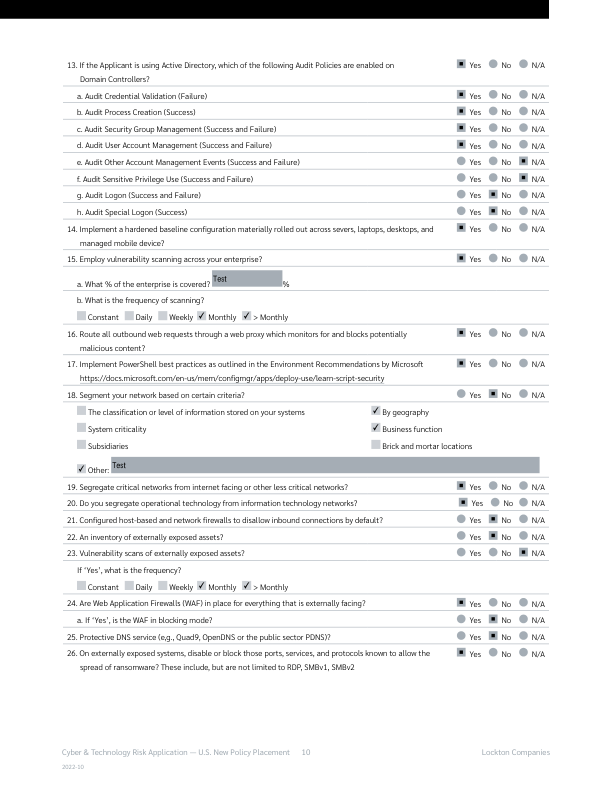 13. If the Applicant is using Active Directory, which of the following Audit Policies are enabled on Yes No N/A
Domain Controllers?
a. Audit Credential Validation (Failure) Yes No N/A
b. Audit Process Creation (Success) Yes No N/A
c. Audit Security Group Management (Success and Failure) Yes No N/A
d. Audit User Account Management (Success and Failure) Yes No N/A
e. Audit Other Account Management Events (Success and Failure) Yes No N/A
f. Audit Sensitive Privilege Use (Success and Failure) Yes No N/A
g. Audit Logon (Success and Failure) Yes No N/A
h. Audit Special Logon (Success) Yes No N/A
14. Implement a hardened baseline configuration materially rolled out across severs, laptops, desktops, and Yes No N/A
managed mobile device?
15. Employ vulnerability scanning across your enterprise? Yes No N/A
a. What % of the enterprise is covered? Test %
b. What is the frequency of scanning?
Constant Daily Weekly Monthly > Monthly
16. Route all outbound web requests through a web proxy which monitors for and blocks potentially Yes No N/A
malicious content?
17. Implement PowerShell best practices as outlined in the Environment Recommendations by Microsoft Yes No N/A
https://docs.microsoft.com/en-us/mem/configmgr/apps/deploy-use/learn-script-security
18. Segment your network based on certain criteria? Yes No N/A
The classification or level of information stored on your systems By geography
System criticality Business function
Subsidiaries Brick and mortar locations
Other: Test
19. Segregate critical networks from internet facing or other less critical networks? Yes No N/A
20. Do you segregate operational technology from information technology networks? Yes No N/A
21. Configured host-based and network firewalls to disallow inbound connections by default? Yes No N/A
22. An inventory of externally exposed assets? Yes No N/A
23. Vulnerability scans of externally exposed assets? Yes No N/A
If ‘Yes’, what is the frequency?
Constant Daily Weekly Monthly > Monthly
24. Are Web Application Firewalls (WAF) in place for everything that is externally facing? Yes No N/A
a. If ‘Yes’, is the WAF in blocking mode? Yes No N/A
25. Protective DNS service (e,g., Quad9, OpenDNS or the public sector PDNS)? Yes No N/A
26. On externally exposed systems, disable or block those ports, services, and protocols known to allow the Yes No N/A
spread of ransomware? These include, but are not limited to RDP, SMBv1, SMBv2
Cyber & Technology Risk Application — U.S. New Policy Placement 10 Lockton Companies
2022-10